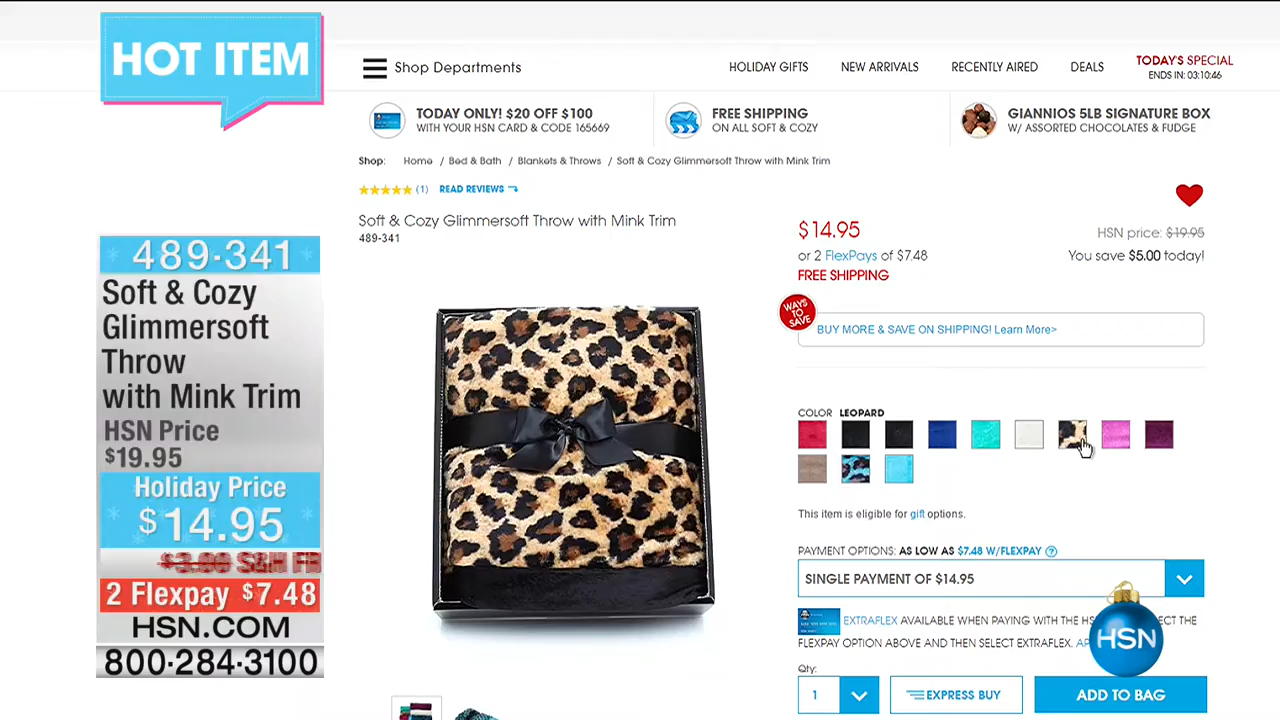 HOT ITEM
Shop Departments
HOLIDAY GIFTS
NEW ARRIVALS
RECENTLY AIRED
DEALS
TODAY'S SPECIAL
ENDS IN: 03:10:46
TODAY ONLY! $20 OFF $100
WITH YOUR HSN CARD & CODE 165669
FREE SHIPPING
ON ALL SOFT & COZY
GIANNIOS 5LB SIGNATURE BOX
W/ ASSORTED CHOCOLATES & FUDGE
Shop: Home / Bed & Bath / Blankets & Throws / Soft & Cozy Glimmersoft Throw with Mink Trim
(1) READ REVIEWS
Soft & Cozy Glimmersoft Throw with Mink Trim
489-341
$14.95
HSN price: $19.95
or 2 FlexPays of $7.48
You save $5.00 today!
FREE SHIPPING
WAYS TO SAVE
BUY MORE & SAVE ON SHIPPING! Learn More>
COLOR LEOPARD
This item is eligible for gift options.
PAYMENT OPTIONS: AS LOW AS $7.48 W/FLEXPAY ?
SINGLE PAYMENT OF $14.95
EXTRAFLEX AVAILABLE WHEN PAYING WITH THE HS CT THE
FLEXPAY OPTION ABOVE AND THEN SELECT EXTRAFLEX. AP
HSN
Qty:
1
EXPRESS BUY
ADD TO BAG
489-341
Soft & Cozy
Glimmersoft
Throw
with Mink Trim
HSN Price
$19.95
Holiday Price
$14.95
S&H FR
2 Flexpay $7.48
HSN.COM
800-284-3100